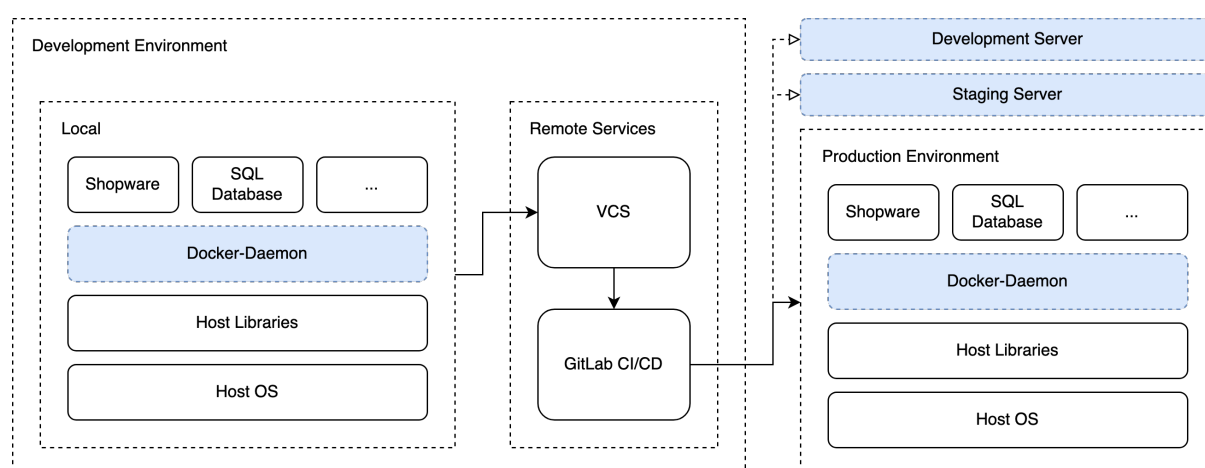 Development Environment
Local
Shopware
SQL
Database
...
Docker-Daemon
Host Libraries
Host OS
Remote Services
VCS
GitLab CI/CD
Development Server
Staging Server
Production Environment
Shopware
SQL
Database
...
Docker-Daemon
Host Libraries
Host OS